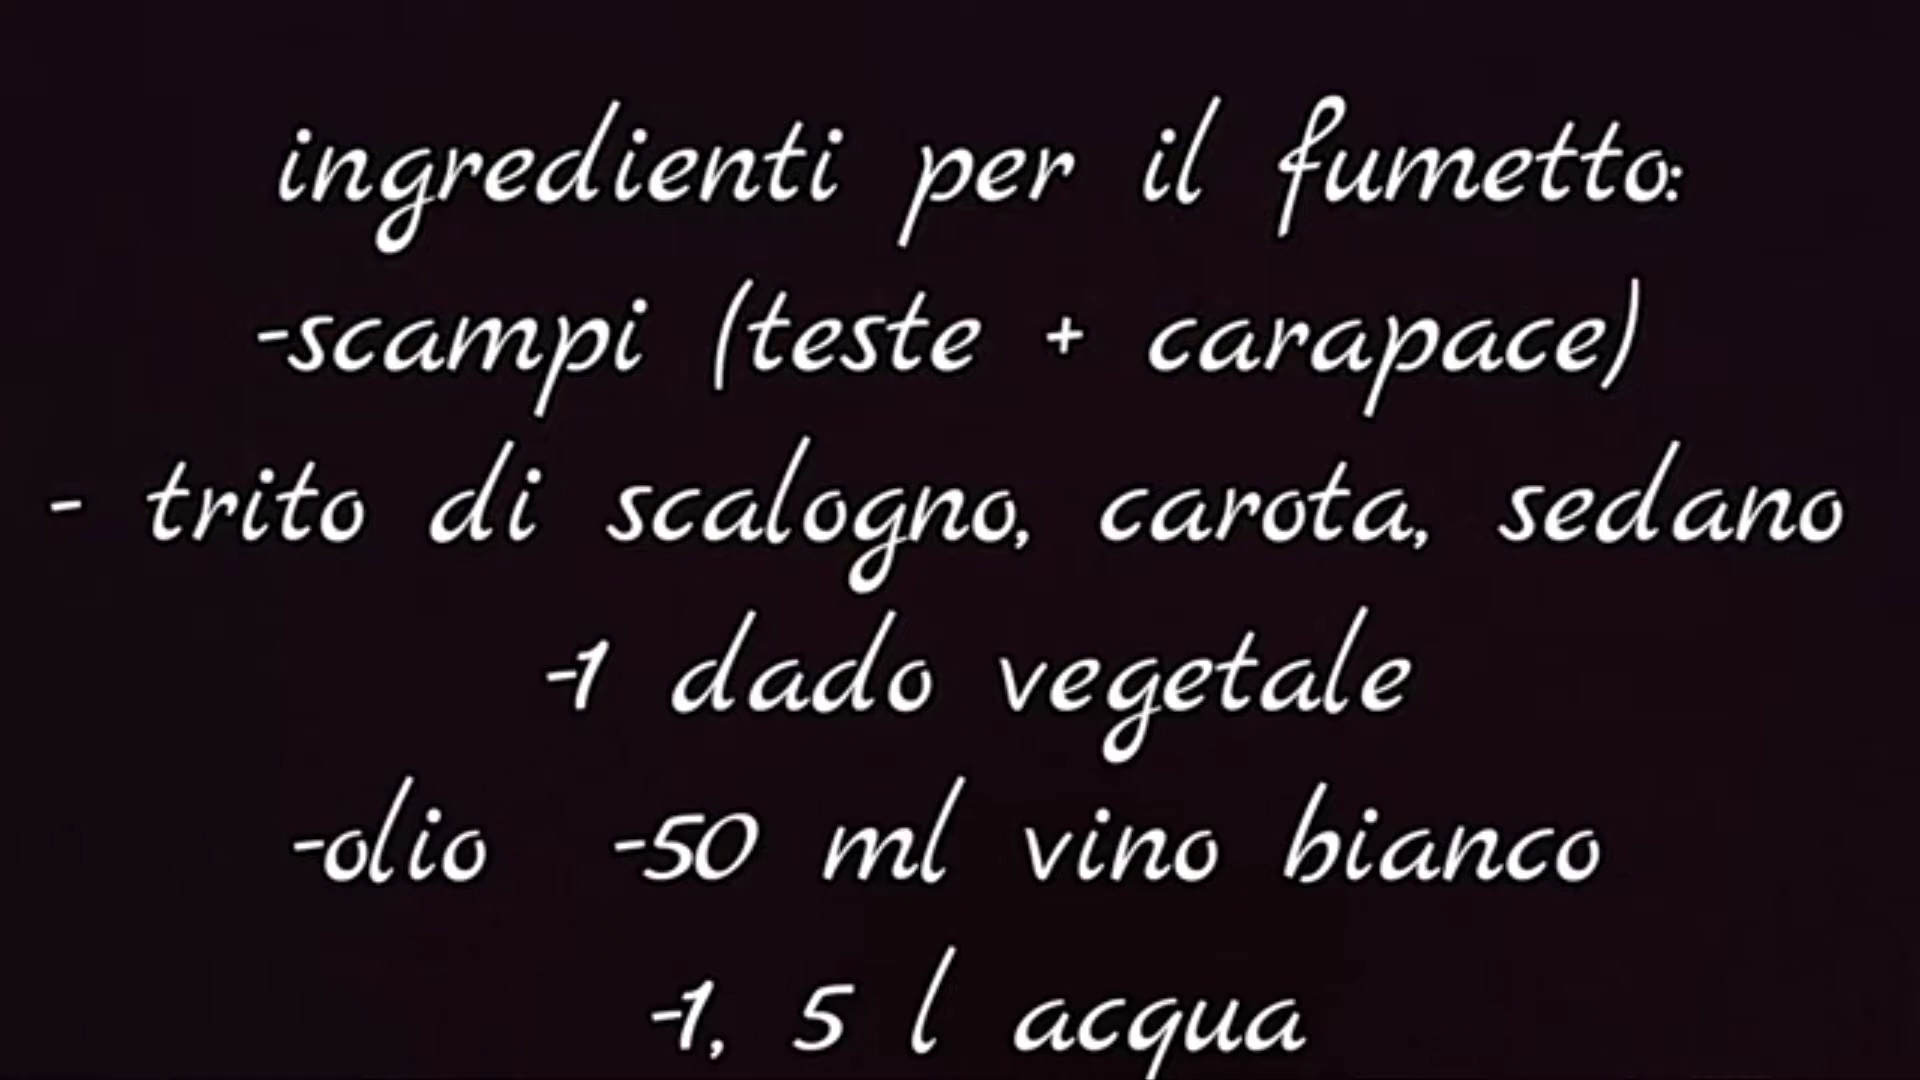 ingredienti per il fumetto:
-scampi (teste + carapace)
- trito di scalogno, carota, sedano
-1 dado vegetale
-olio -50 ml vino bianco
-1, 5 l acqua